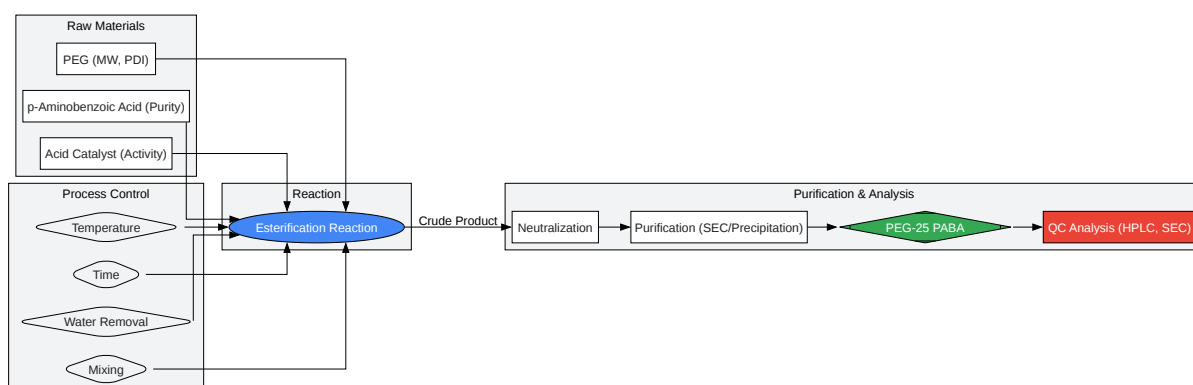 Raw Materials
PEG (MW, PDI)
p-Aminobenzoic Acid (Purity)
Acid Catalyst (Activity)
Process Control
Temperature
Time
Water Removal
Mixing
Reaction
Esterification Reaction
Crude Product
Purification & Analysis
Neutralization
Purification (SEC/Precipitation)
PEG-25 PABA
QC Analysis (HPLC, SEC)